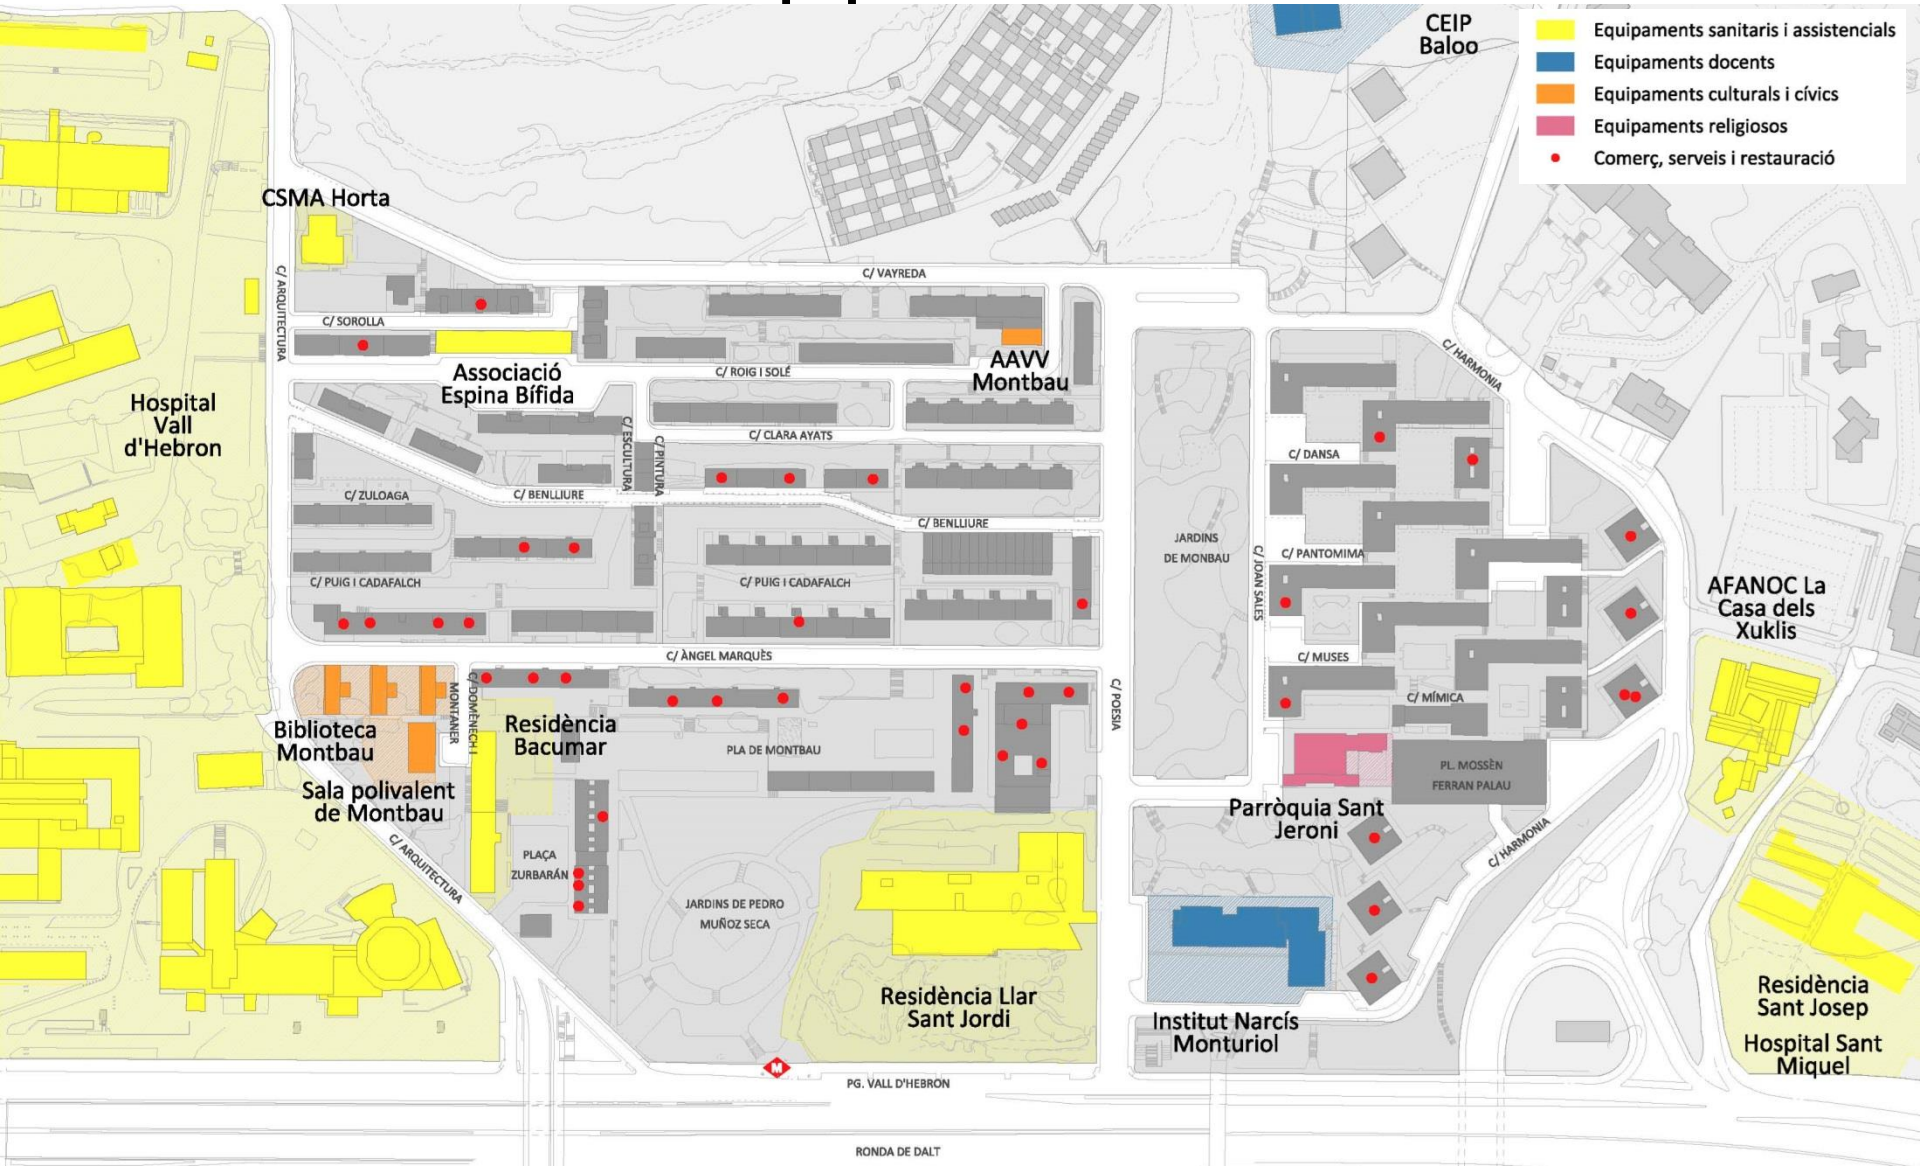 CEIP
Baloo
Equipaments sanitaris i assistencials
Equipaments docents
Equipaments culturals i cívics
Equipaments religiosos
Comerç, serveis i restauració
CSMA Horta
C/ VAYREDA
C/ ARQUITECTURA
C/ SOROLLA
Associació
Espina Bífida
C/ ROIG I SOLÉ
AAVV
Montbau
C/ HARMONIA
Hospital
Vall
d'Hebron
C/ ESCULTURA
C/ PINTURA
C/ CLARA AYATS
C/ DANSA
C/ ZULOAGA
C/ BENLLIURE
C/ BENLLIURE
JARDINS
DE MONBAU
C/ JOAN SALES
C/ PANTOMIMA
C/ PUIG I CADAFALCH
C/ PUIG I CADAFALCH
AFANOC La
Casa dels
Xuklis
C/ ÀNGEL MARQUÈS
C/ MUSES
C/ MÍMICA
C/ POESIA
C/ DOMÈNECH I
MONTANER
Biblioteca
Montbau
Residència
Bacumar
PLA DE MONTBAU
PL. MOSSÈN
FERRAN PALAU
Sala polivalent
de Montbau
Parròquia Sant
Jeroni
C/ ARQUITECTURA
C/ HARMONIA
PLAÇA
ZURBARÁN
JARDINS DE PEDRO
MUÑOZ SECA
Residència Llar
Sant Jordi
Institut Narcís
Monturiol
Residència
Sant Josep
Hospital Sant
Miquel
M
PG. VALL D'HEBRON
RONDA DE DALT